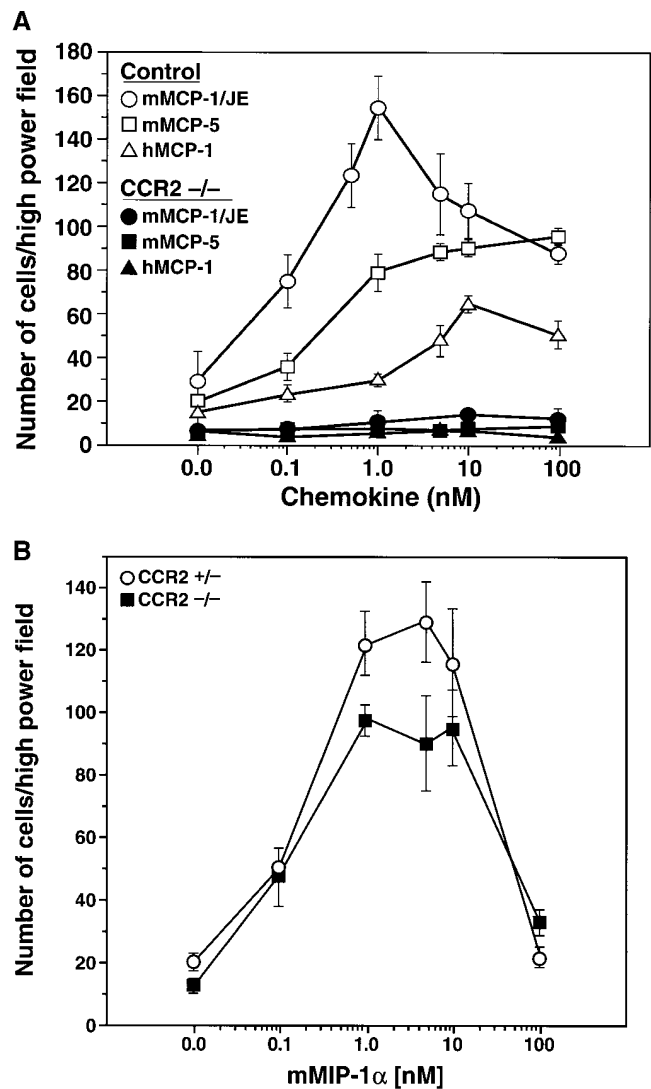 A
180
160
140
120
100
80
60
40
20
0
Number of cells/high power field
Control
mMCP-1/JE
mMCP-5
hMCP-1
CCR2 –/–
mMCP-1/JE
mMCP-5
hMCP-1
0.0 0.1 1.0 10 100
Chemokine (nM)
B
140
120
100
80
60
40
20
0
Number of cells/high power field
CCR2 +/–
CCR2 –/–
0.0 0.1 1.0 10 100
mMIP-1α [nM]